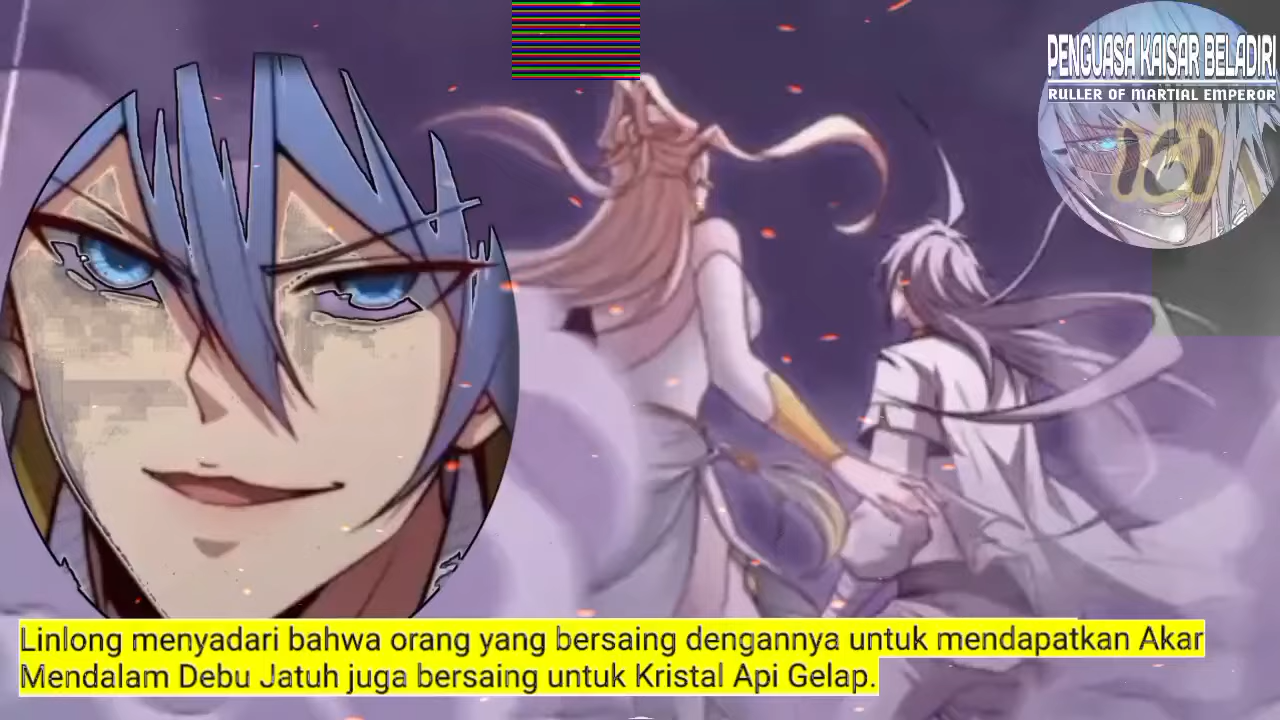 PENGUASA KAISAR BELADIRI
RULLER OF MARTIAL EMPEROR
161
Linlong menyadari bahwa orang yang bersaing dengannya untuk mendapatkan Akar
Mendalam Debu Jatuh juga bersaing untuk Kristal Api Gelap.